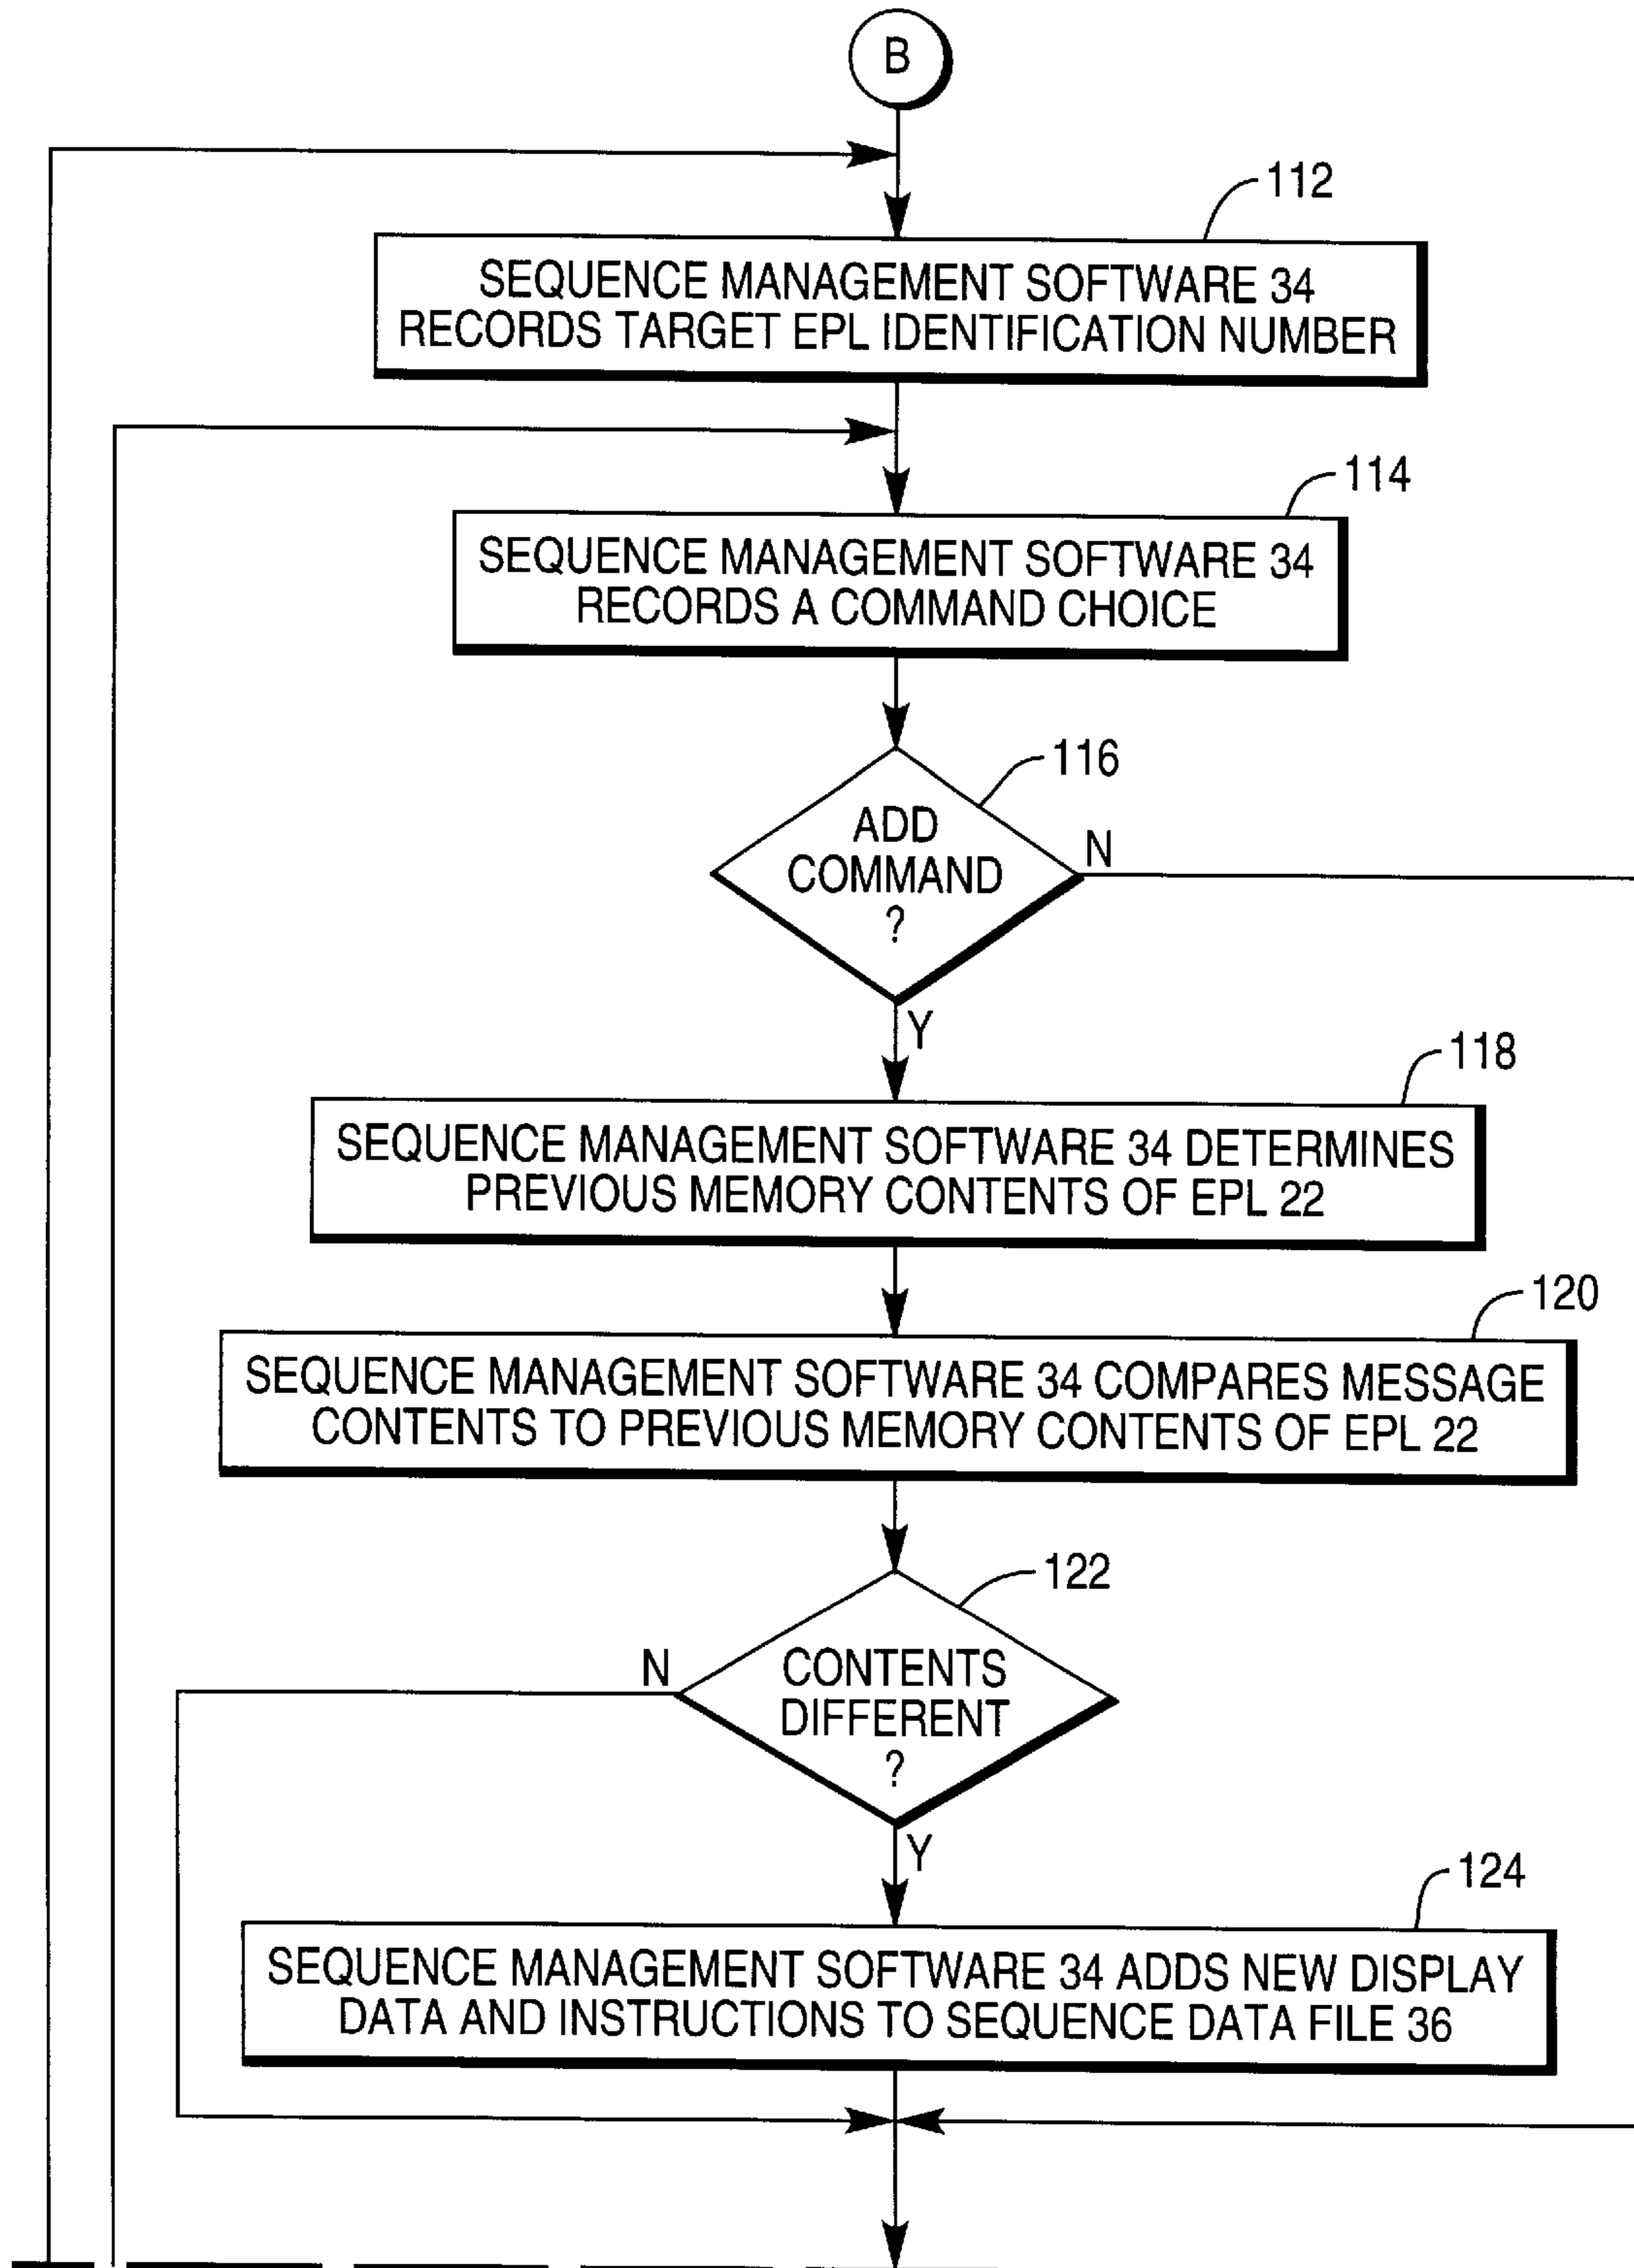 B
112
SEQUENCE MANAGEMENT SOFTWARE 34
RECORDS TARGET EPL IDENTIFICATION NUMBER
114
SEQUENCE MANAGEMENT SOFTWARE 34
RECORDS A COMMAND CHOICE
116
ADD
COMMAND
?
N
Y
118
SEQUENCE MANAGEMENT SOFTWARE 34 DETERMINES
PREVIOUS MEMORY CONTENTS OF EPL 22
120
SEQUENCE MANAGEMENT SOFTWARE 34 COMPARES MESSAGE
CONTENTS TO PREVIOUS MEMORY CONTENTS OF EPL 22
122
N
CONTENTS
DIFFERENT
?
Y
124
SEQUENCE MANAGEMENT SOFTWARE 34 ADDS NEW DISPLAY
DATA AND INSTRUCTIONS TO SEQUENCE DATA FILE 36